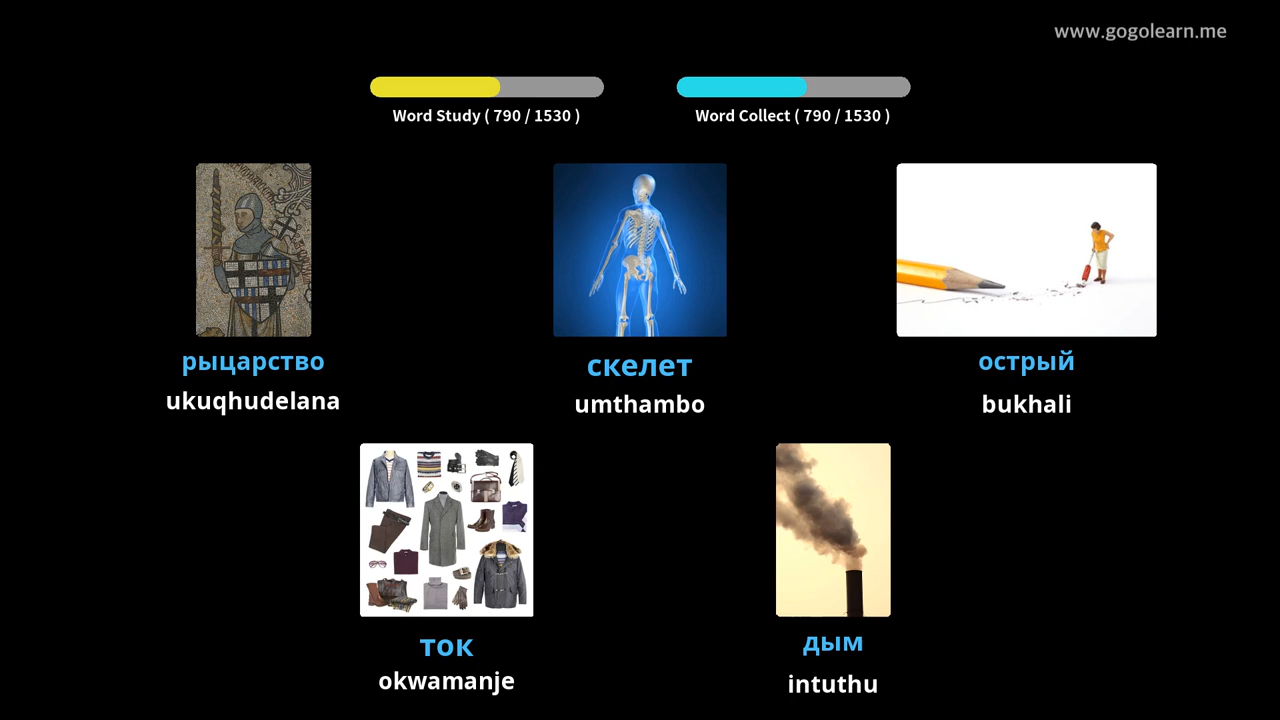 www.gogolearn.me
Word Study ( 790 / 1530 )
Word Collect ( 790 / 1530 )
рыцарство
ukuqhudelana
скелет
umthambo
острый
bukhali
ток
okwamanje
дым
intuthu